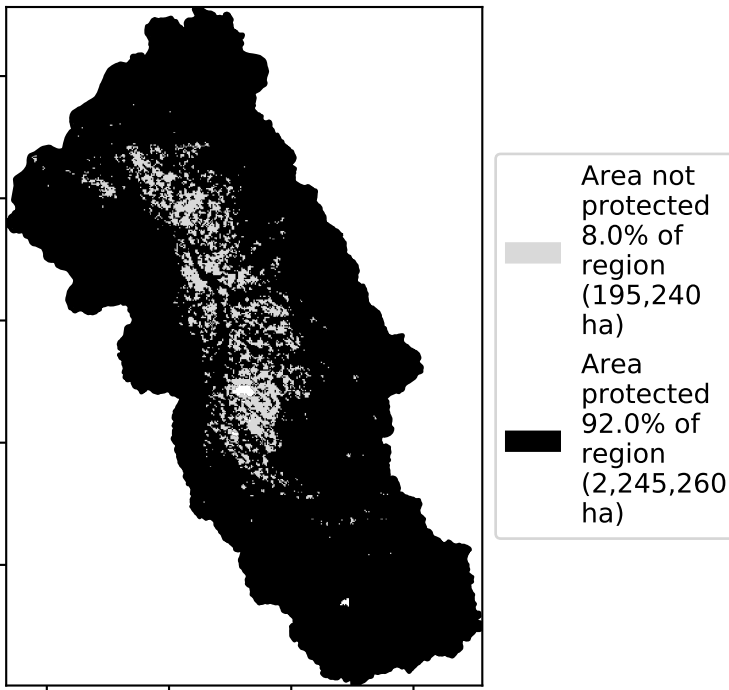 Area not
protected
8.0% of
region
(195,240
ha)
Area
protected
92.0% of
region
(2,245,260
ha)